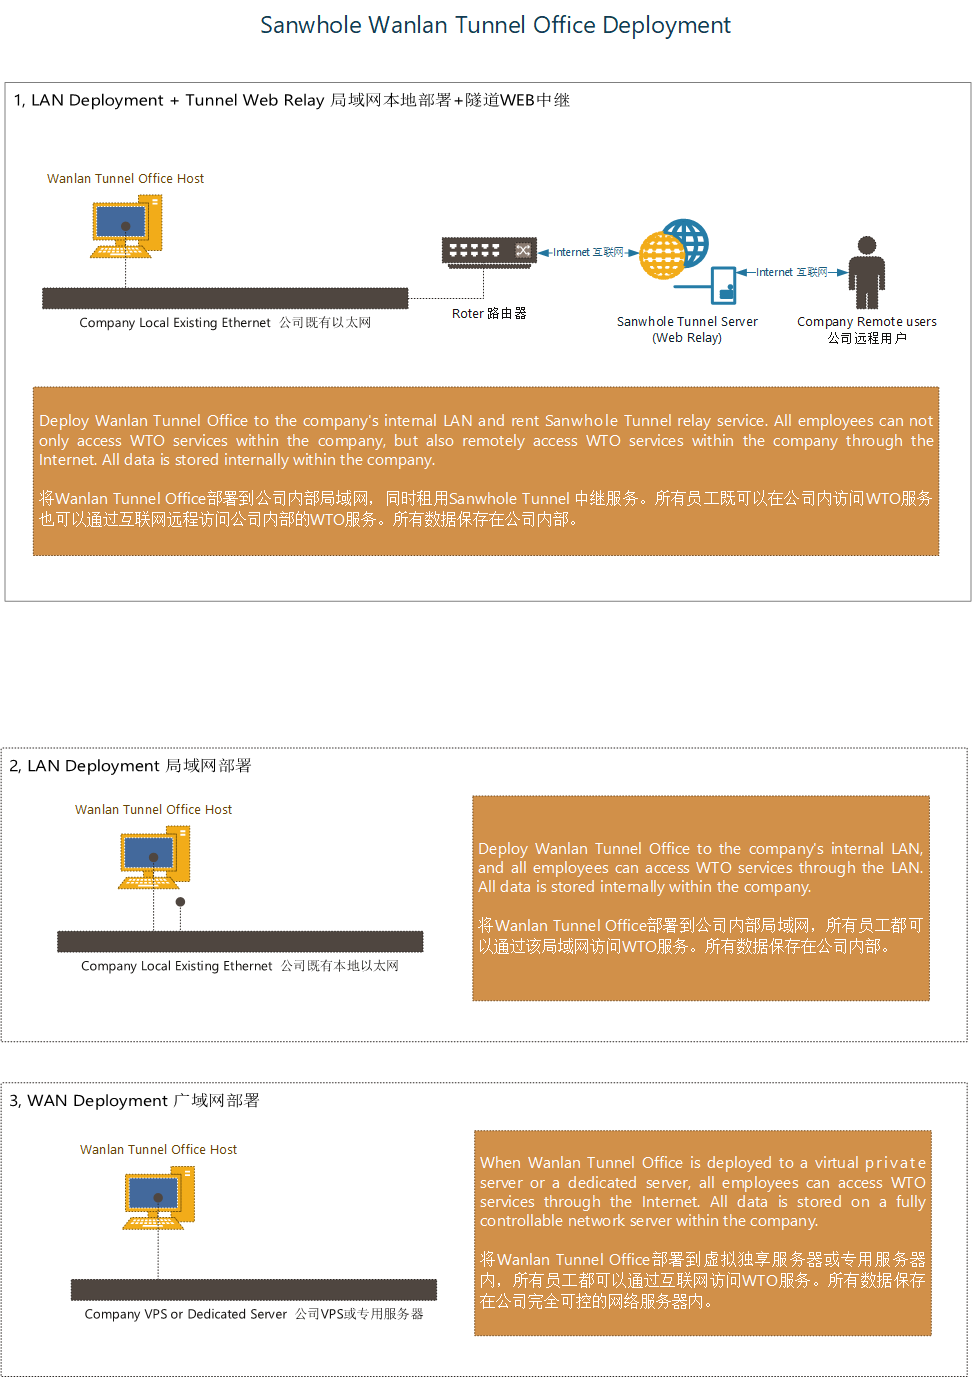 Sanwhole Wanlan Tunnel Office Deployment
1, LAN Deployment + Tunnel Web Relay 局域网本地部署+隧道WEB中继
Wanlan Tunnel Office Host
Internet 互联网
Internet 互联网
Company Local Existing Ethernet 公司既有以太网
Roter 路由器
Sanwhole Tunnel Server
(Web Relay)
Company Remote users
公司远程用户
Deploy Wanlan Tunnel Office to the company's internal LAN and rent Sanwhole Tunnel relay service. All employees can not
only access WTO services within the company, but also remotely access WTO services within the company through the
Internet. All data is stored internally within the company.
将Wanlan Tunnel Office部署到公司内部局域网，同时租用Sanwhole Tunnel 中继服务。所有员工既可以在公司内访问WTO服务
也可以通过互联网远程访问公司内部的WTO服务。所有数据保存在公司内部。
2, LAN Deployment 局域网部署
Wanlan Tunnel Office Host
Company Local Existing Ethernet 公司既有本地以太网
Deploy Wanlan Tunnel Office to the company's internal LAN,
and all employees can access WTO services through the LAN.
All data is stored internally within the company.
将Wanlan Tunnel Office部署到公司内部局域网，所有员工都可
以通过该局域网访问WTO服务。所有数据保存在公司内部。
3, WAN Deployment 广域网部署
Wanlan Tunnel Office Host
Company VPS or Dedicated Server 公司VPS或专用服务器
When Wanlan Tunnel Office is deployed to a virtual private
server or a dedicated server, all employees can access WTO
services through the Internet. All data is stored on a fully
controllable network server within the company.
将Wanlan Tunnel Office部署到虚拟独享服务器或专用服务器
内，所有员工都可以通过互联网访问WTO服务。所有数据保存
在公司完全可控的网络服务器内。